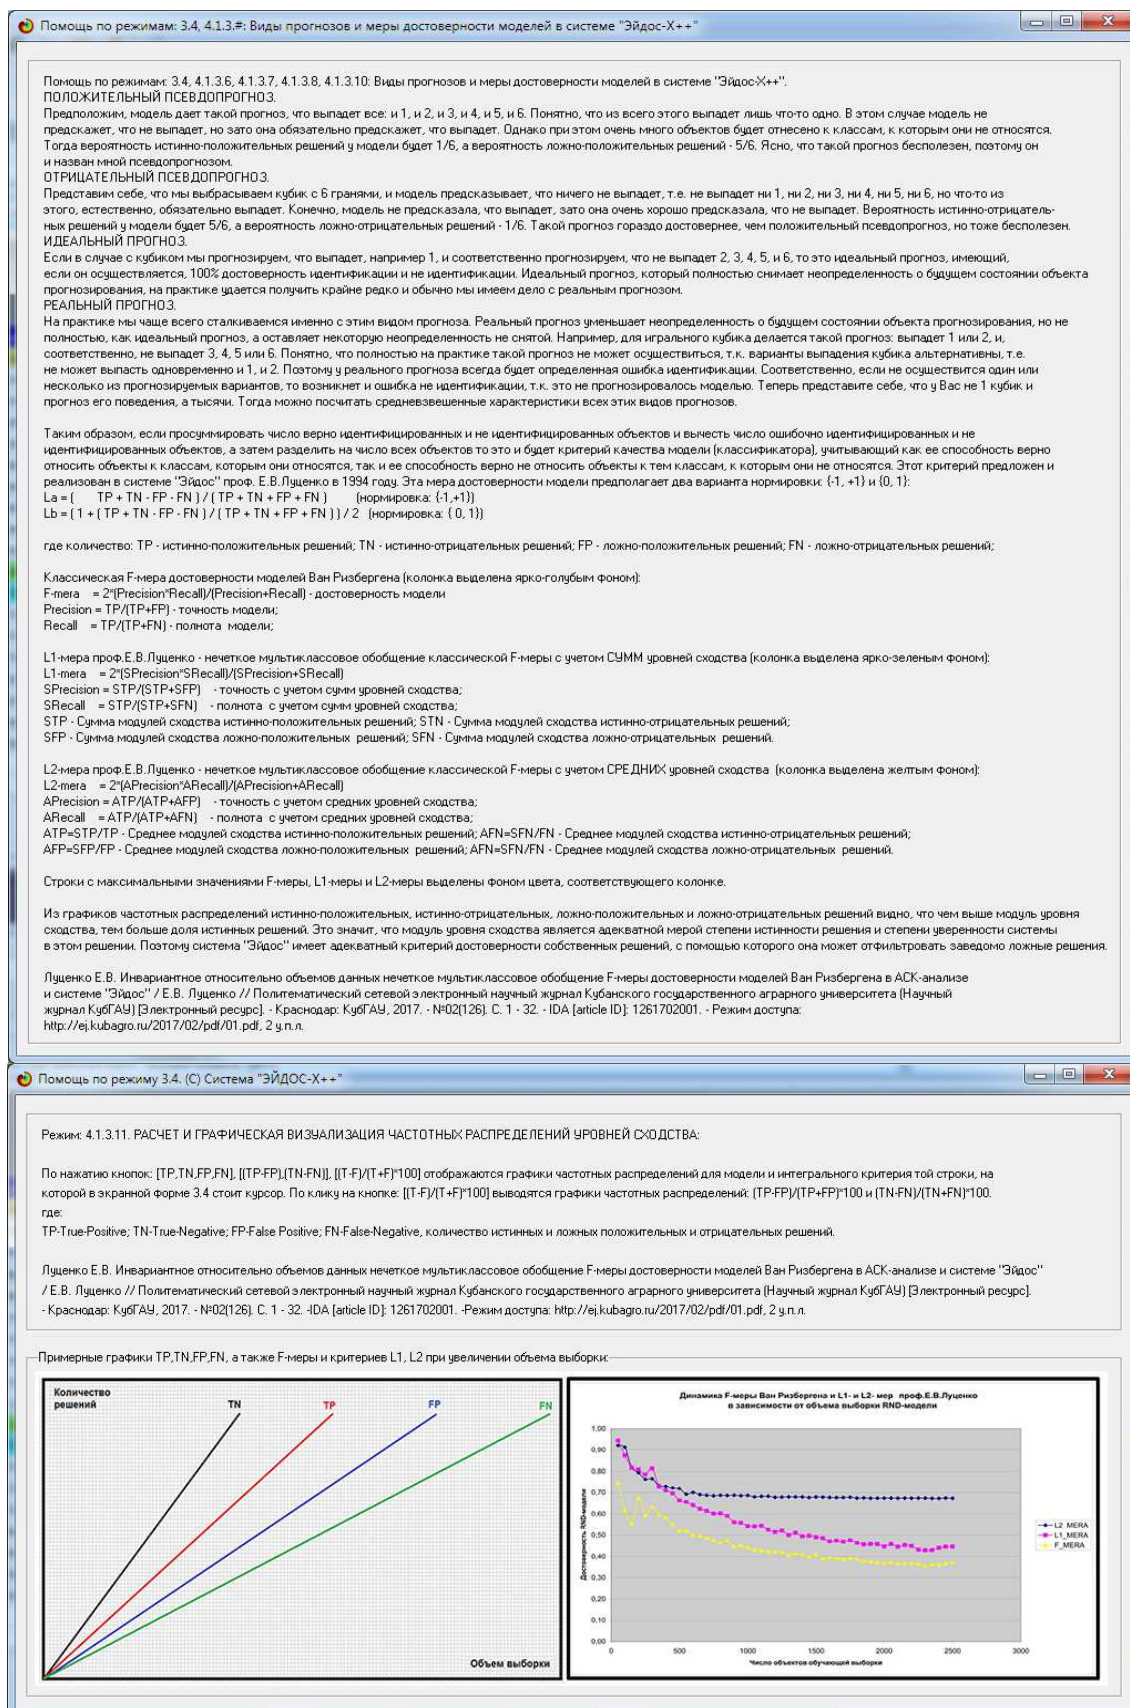 Помощь по режимам: 3.4, 4.1.3.#: Виды прогнозов и меры достоверности моделей в системе "Эйдос-Х++"
Помощь по режимам: 3.4, 4.1.3.6, 4.1.3.7, 4.1.3.8, 4.1.3.10: Виды прогнозов и меры достоверности моделей в системе "Эйдос-Х++".
ПОЛОЖИТЕЛЬНЫЙ ПСЕВДОПРОГНОЗ.
Предположим, модель дает такой прогноз, что выпадет все: и 1, и 2, и 3, и 4, и 5, и 6. Понятно, что из всего этого выпадет лишь что-то одно. В этом случае модель не
предскажет, что не выпадет, но зато она обязательно предскажет, что выпадет. Однако при этом очень много объектов будет отнесено к классам, к которым они не относятся.
Тогда вероятность истинно-положительных решений у модели будет 1/6, а вероятность ложно-положительных решений - 5/6. Ясно, что такой прогноз бесполезен, поэтому он
и назван мной псевдопрогнозом.
ОТРИЦАТЕЛЬНЫЙ ПСЕВДОПРОГНОЗ.
Представим себе, что мы выбрасываем кубик с 6 гранями, и модель предсказывает, что ничего не выпадет, т.е. не выпадет ни 1, ни 2, ни 3, ни 4, ни 5, ни 6, но что-то из
этого, естественно, обязательно выпадет. Конечно, модель не предсказала, что выпадет, зато она очень хорошо предсказала, что не выпадет. Вероятность истинно-отрицатель-
ных решений у модели будет 5/6, а вероятность ложно-отрицательных решений - 1/6. Такой прогноз гораздо достовернее, чем положительный псевдопрогноз, но тоже бесполезен.
ИДЕАЛЬНЫЙ ПРОГНОЗ.
Если в случае с кубиком мы прогнозируем, что выпадет, например 1, и соответственно прогнозируем, что не выпадет 2, 3, 4, 5, и 6, то это идеальный прогноз, имеющий,
если он осуществляется, 100% достоверность идентификации и не идентификации. Идеальный прогноз, который полностью снимает неопределенность о будущем состоянии объекта
прогнозирования, на практике удается получить крайне редко и обычно мы имеем дело с реальным прогнозом.
РЕАЛЬНЫЙ ПРОГНОЗ.
На практике мы чаще всего сталкиваемся именно с этим видом прогноза. Реальный прогноз уменьшает неопределенность о будущем состоянии объекта прогнозирования, но не
полностью, как идеальный прогноз, а оставляет некоторую неопределенность не снятой. Например, для игрального кубика делается такой прогноз: выпадет 1 или 2, и,
соответственно, не выпадет 3, 4, 5 или 6. Понятно, что полностью на практике такой прогноз не может осуществиться, т.к. варианты выпадения кубика альтернативны, т.е.
не может выпасть одновременно и 1, и 2. Поэтому у реального прогноза всегда будет определенная ошибка идентификации. Соответственно, если не осуществится один или
несколько из прогнозируемых вариантов, то возникнет и ошибка не идентификации, т.к. это не прогнозировалось моделью. Теперь представите себе, что у Вас не 1 кубик и
прогноз его поведения, а тысячи. Тогда можно посчитать средневзвешенные характеристики всех этих видов прогнозов.
Таким образом, если просуммировать число верно идентифицированных и не идентифицированных объектов и вычесть число ошибочно идентифицированных и не
идентифицированных объектов, а затем разделить на число всех объектов то это и будет критерий качества модели (классификатора), учитывающий как ее способность верно
относить объекты к классам, которым они относятся, так и ее способность верно не относить объекты к тем классам, к которым они не относятся. Этот критерий предложен и
реализован в системе "Эйдос" проф. Е.В.Луценко в 1994 году. Эта мера достоверности модели предполагает два варианта нормировки: {-1, +1} и {0, 1}:
La = ( TP + TN - FP - FN ) / ( TP + TN + FP + FN ) (нормировка: {-1,+1})
Lb = ( 1 + ( TP + TN - FP - FN ) / ( TP + TN + FP + FN ) ) / 2 (нормировка: { 0, 1})
где количество: TP - истинно-положительных решений; TN - истинно-отрицательных решений; FP - ложно-положительных решений; FN - ложно-отрицательных решений;
Классическая F-мера достоверности моделей Ван Ризбергена (колонка выделена ярко-голубым фоном):
F-mera = 2*(Precision*Recall)/(Precision+Recall) - достоверность модели
Precision = TP/(TP+FP) - точность модели;
Recall = TP/(TP+FN) - полнота модели;
L1-мера проф.Е.В.Луценко - нечеткое мультиклассовое обобщение классической F-меры с учетом СУММ уровней сходства (колонка выделена ярко-зеленым фоном):
L1-mera = 2*(SPrecision*SRecall)/(SPrecision+SRecall)
SPrecision = STP/(STP+SFP) - точность с учетом сумм уровней сходства;
SRecall = STP/(STP+SFN) - полнота с учетом сумм уровней сходства;
STP - Сумма модулей сходства истинно-положительных решений; STN - Сумма модулей сходства истинно-отрицательных решений;
SFP - Сумма модулей сходства ложно-положительных решений; SFN - Сумма модулей сходства ложно-отрицательных решений.
L2-мера проф.Е.В.Луценко - нечеткое мультиклассовое обобщение классической F-меры с учетом СРЕДНИХ уровней сходства (колонка выделена желтым фоном):
L2-mera = 2*(APrecision*ARecall)/(APrecision+ARecall)
APrecision = ATP/(ATP+AFP) - точность с учетом средних уровней сходства;
ARecall = ATP/(ATP+AFN) - полнота с учетом средних уровней сходства;
ATP=STP/TP - Среднее модулей сходства истинно-положительных решений; AFN=SFN/FN - Среднее модулей сходства истинно-отрицательных решений;
AFP=SFP/FP - Среднее модулей сходства ложно-положительных решений; AFN=SFN/FN - Среднее модулей сходства ложно-отрицательных решений.
Строки с максимальными значениями F-меры, L1-меры и L2-меры выделены фоном цвета, соответствующего колонке.
Из графиков частотных распределений истинно-положительных, истинно-отрицательных, ложно-положительных и ложно-отрицательных решений видно, что чем выше модуль уровня
сходства, тем больше доля истинных решений. Это значит, что модуль уровня сходства является адекватной мерой степени истинности решения и степени уверенности системы
в этом решении. Поэтому система "Эйдос" имеет адекватный критерий достоверности собственных решений, с помощью которого она может отфильтровать заведомо ложные решения.
Луценко Е.В. Инвариантное относительно объемов данных нечеткое мультиклассовое обобщение F-меры достоверности моделей Ван Ризбергена в АСК-анализе
и системе "Эйдос" / Е.В. Луценко // Политематический сетевой электронный научный журнал Кубанского государственного аграрного университета (Научный
журнал КубГАУ) [Электронный ресурс]. - Краснодар: КубГАУ, 2017. - №02(126). С. 1 - 32. - IDA [article ID]: 1261702001. - Режим доступа:
http://ej.kubagro.ru/2017/02/pdf/01.pdf, 2 у.п.л.
Помощь по режиму 3.4. (C) Система "ЭЙДОС-Х++"
Режим: 4.1.3.11. РАСЧЕТ И ГРАФИЧЕСКАЯ ВИЗУАЛИЗАЦИЯ ЧАСТОТНЫХ РАСПРЕДЕЛЕНИЙ УРОВНЕЙ СХОДСТВА:
По нажатию кнопок: [TP,TN,FP,FN], [(TP-FP),(TN-FN)], [(T-F)/(T+F)*100] отображаются графики частотных распределений для модели и интегрального критерия той строки, на
которой в экранной форме 3.4 стоит курсор. По клику на кнопке: [(T-F)/(T+F)*100] выводятся графики частотных распределений: (TP-FP)/(TP+FP)*100 и (TN-FN)/(TN+FN)*100.
где:
TP-True-Positive; TN-True-Negative; FP-False Positive; FN-False-Negative, количество истинных и ложных положительных и отрицательных решений.
Луценко Е.В. Инвариантное относительно объемов данных нечеткое мультиклассовое обобщение F-меры достоверности моделей Ван Ризбергена в АСК-анализе и системе "Эйдос"
/ Е.В. Луценко // Политематический сетевой электронный научный журнал Кубанского государственного аграрного университета (Научный журнал КубГАУ) [Электронный ресурс].
- Краснодар: КубГАУ, 2017. - №02(126). С. 1 - 32. -IDA [article ID]: 1261702001. -Режим доступа: http://ej.kubagro.ru/2017/02/pdf/01.pdf, 2 у.п.л.
Примерные графики TP,TN,FP,FN, а также F-меры и критериев L1, L2 при увеличении объема выборки:
Количество
решений
TN
TP
FP
FN
Объем выборки
Динамика F-меры Ван Ризбергена и L1- и L2- мер проф.Е.В.Луценко
в зависимости от объема выборки RND-модели
Достоверность RND-модели
1,00
0,90
0,80
0,70
0,60
0,50
0,40
0,30
0,20
0,10
0,00
0
500
1000
1500
2000
2500
3000
Число объектов обучающей выборки
L2_MERA
L1_MERA
F_MERA